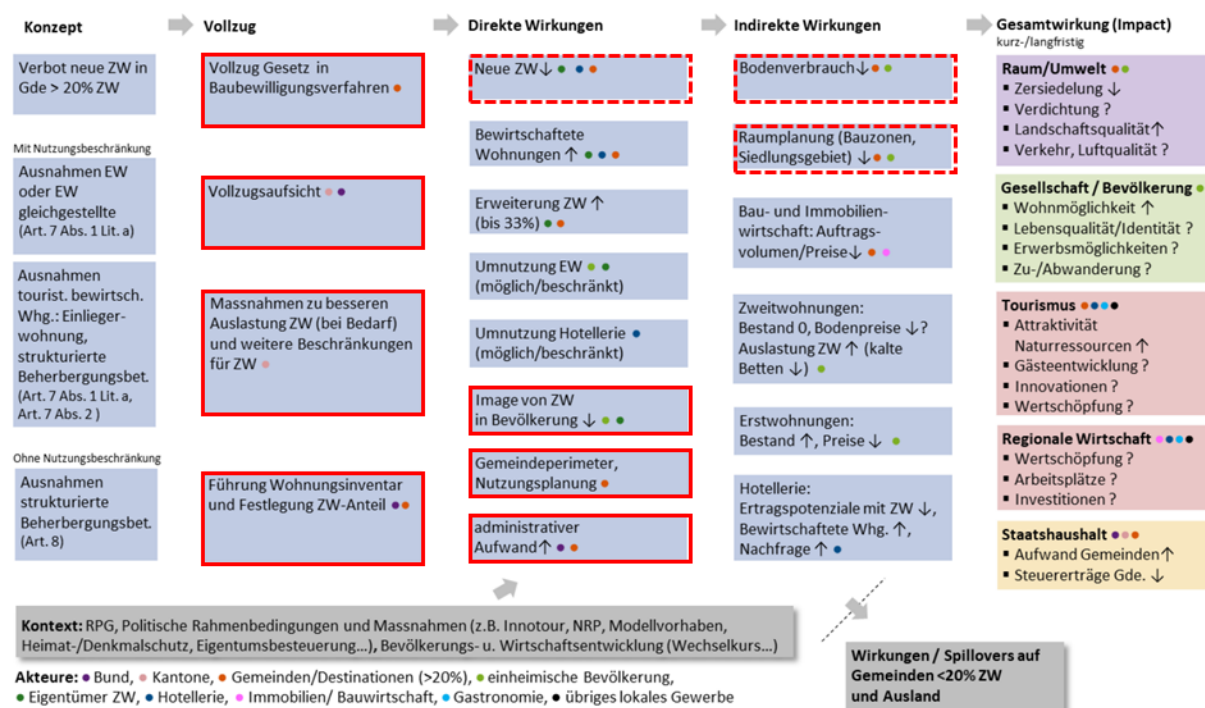 Konzept
Vollzug
Direkte Wirkungen
Indirekte Wirkungen
Gesamtwirkung (Impact)
kurz-/langfristig
Verbot neue ZW in
Gde > 20% ZW
Mit Nutzungsbeschränkung
Ausnahmen EW
oder EW
gleichgestellte
(Art. 7 Abs. 1 Lit. a)
Ausnahmen
tourist. bewirtsch.
Whg.: Einlieger-
wohnung,
strukturierte
Beherbergungsbet.
(Art. 7 Abs. 1 Lit. a,
Art. 7 Abs. 2 )
Ohne Nutzungsbeschränkung
Ausnahmen
strukturierte
Beherbergungsbet.
(Art. 8)
Vollzug Gesetz in
Baubewilligungsverfahren
Vollzugsaufsicht
Massnahmen zu besseren
Auslastung ZW (bei Bedarf)
und weitere Beschränkungen
für ZW
Führung Wohnungsinventar
und Festlegung ZW-Anteil
Neue ZW↓
Bewirtschaftete
Wohnungen ↑
Erweiterung ZW ↑
(bis 33%)
Umnutzung EW
(möglich/beschränkt)
Umnutzung Hotellerie
(möglich/beschränkt)
Image von ZW
in Bevölkerung ↓
Gemeindeperimeter,
Nutzungsplanung
administrativer
Aufwand↑
Bodenverbrauch↓
Raumplanung (Bauzonen,
Siedlungsgebiet) ↓
Bau- und Immobilien-
wirtschaft: Auftrags-
volumen/Preise↓
Zweitwohnungen:
Bestand 0, Bodenpreise ↓?
Auslastung ZW ↑ (kalte
Betten ↓)
Erstwohnungen:
Bestand ↑, Preise ↓
Hotellerie:
Ertragspotenziale mit ZW ↓,
Bewirtschaftete Whg. ↑,
Nachfrage ↑
Raum/Umwelt
▪ Zersiedelung ↓
▪ Verdichtung ?
▪ Landschaftsqualität↑
▪ Verkehr, Luftqualität ?
Gesellschaft / Bevölkerung
▪ Wohnmöglichkeit ↑
▪ Lebensqualität/Identität ?
▪ Erwerbsmöglichkeiten ?
▪ Zu-/Abwanderung ?
Tourismus
▪ Attraktivität
Naturressourcen ↑
▪ Gästeentwicklung ?
▪ Innovationen ?
▪ Wertschöpfung ?
Regionale Wirtschaft
▪ Wertschöpfung ?
▪ Arbeitsplätze ?
▪ Investitionen ?
Staatshaushalt
▪ Aufwand Gemeinden↑
▪ Steuererträge Gde. ↓
Kontext: RPG, Politische Rahmenbedingungen und Massnahmen (z.B. Innotour, NRP, Modellvorhaben,
Heimat-/Denkmalschutz, Eigentumsbesteuerung...), Bevölkerungs- u. Wirtschaftsentwicklung (Wechselkurs...)
Wirkungen / Spillovers auf
Gemeinden <20% ZW
und Ausland
Akteure: ● Bund, ● Kantone, ● Gemeinden/Destinationen (>20%), ● einheimische Bevölkerung,
● Eigentümer ZW, ● Hotellerie, ● Immobilien/ Bauwirtschaft, ● Gastronomie, ● übriges lokales Gewerbe